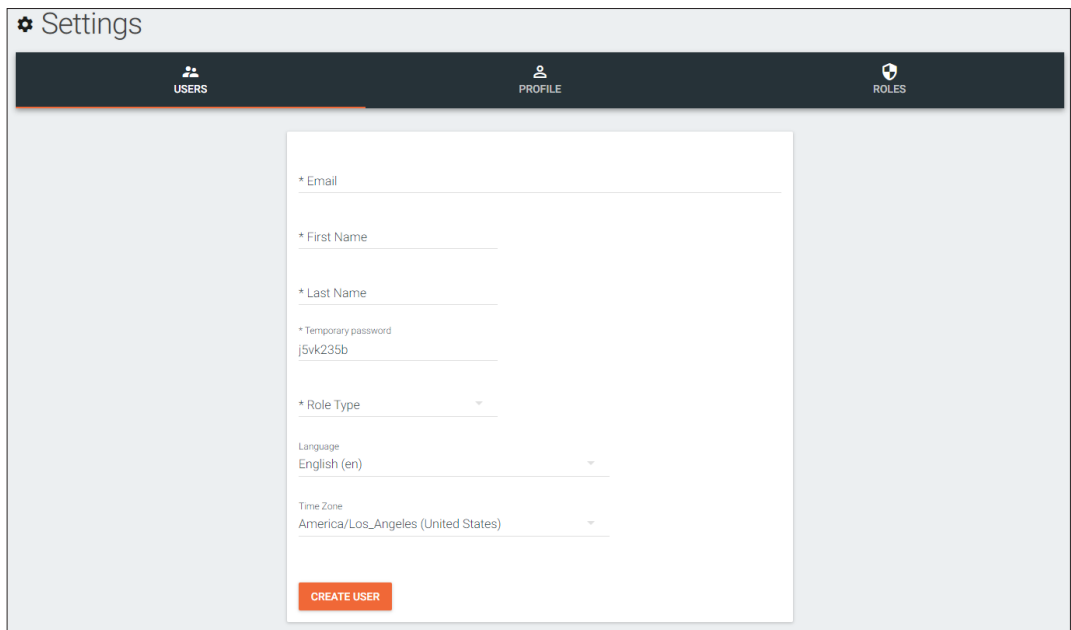 Settings
USERS
PROFILE
ROLES
* Email
* First Name
* Last Name
* Temporary password
j5vk235b
* Role Type
Language
English (en)
Time Zone
America/Los_Angeles (United States)
CREATE USER